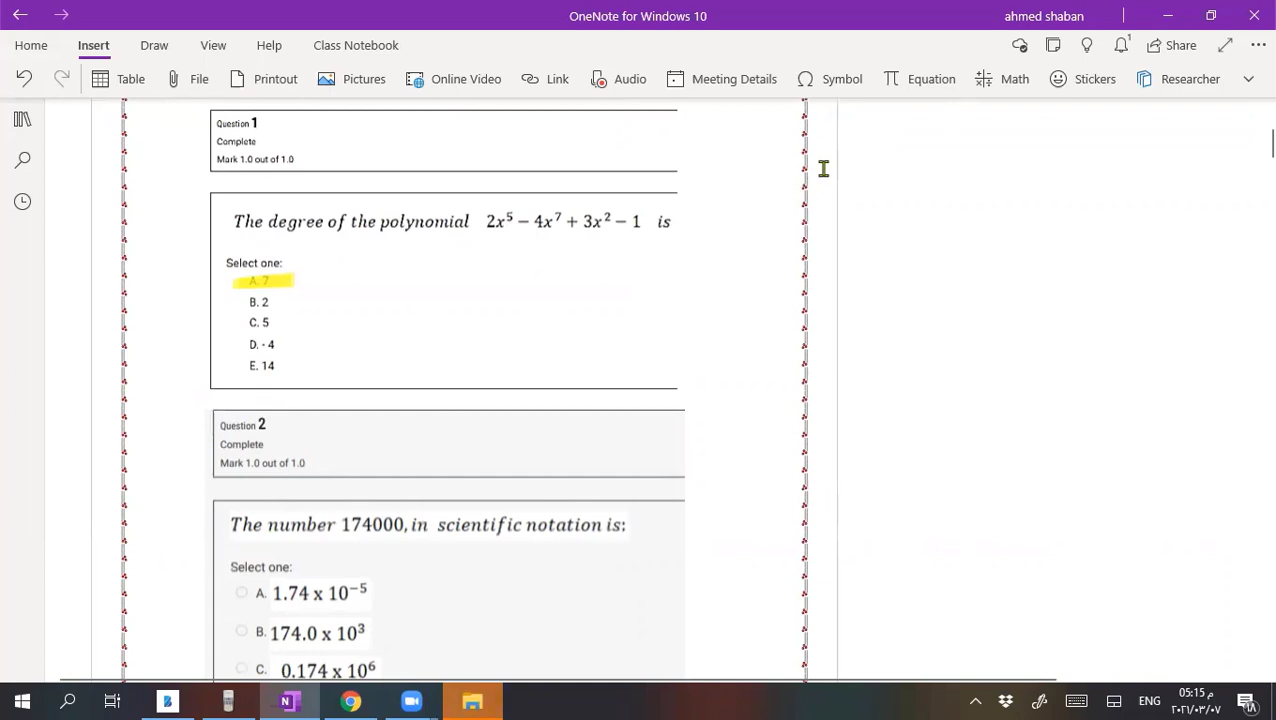 OneNote for Windows 10
ahmed shaban
Home Insert Draw View Help Class Notebook
1
Share
Table File Printout Pictures Online Video Link Audio Meeting Details Symbol Equation Math Stickers Researcher
Question 1
Complete
Mark 1.0 out of 1.0
The degree of the polynomial 2x⁵ − 4x⁷ + 3x² − 1 is
Select one:
A. 7
B. 2
C. 5
D. - 4
E. 14
Question 2
Complete
Mark 1.0 out of 1.0
The number 174000, in scientific notation is:
Select one:
A. 1.74 x 10⁻⁵
B. 174.0 x 10³
C. 0.174 x 10⁶
ENG
05:15 م
٢٠٢١/٠٣/٠٧